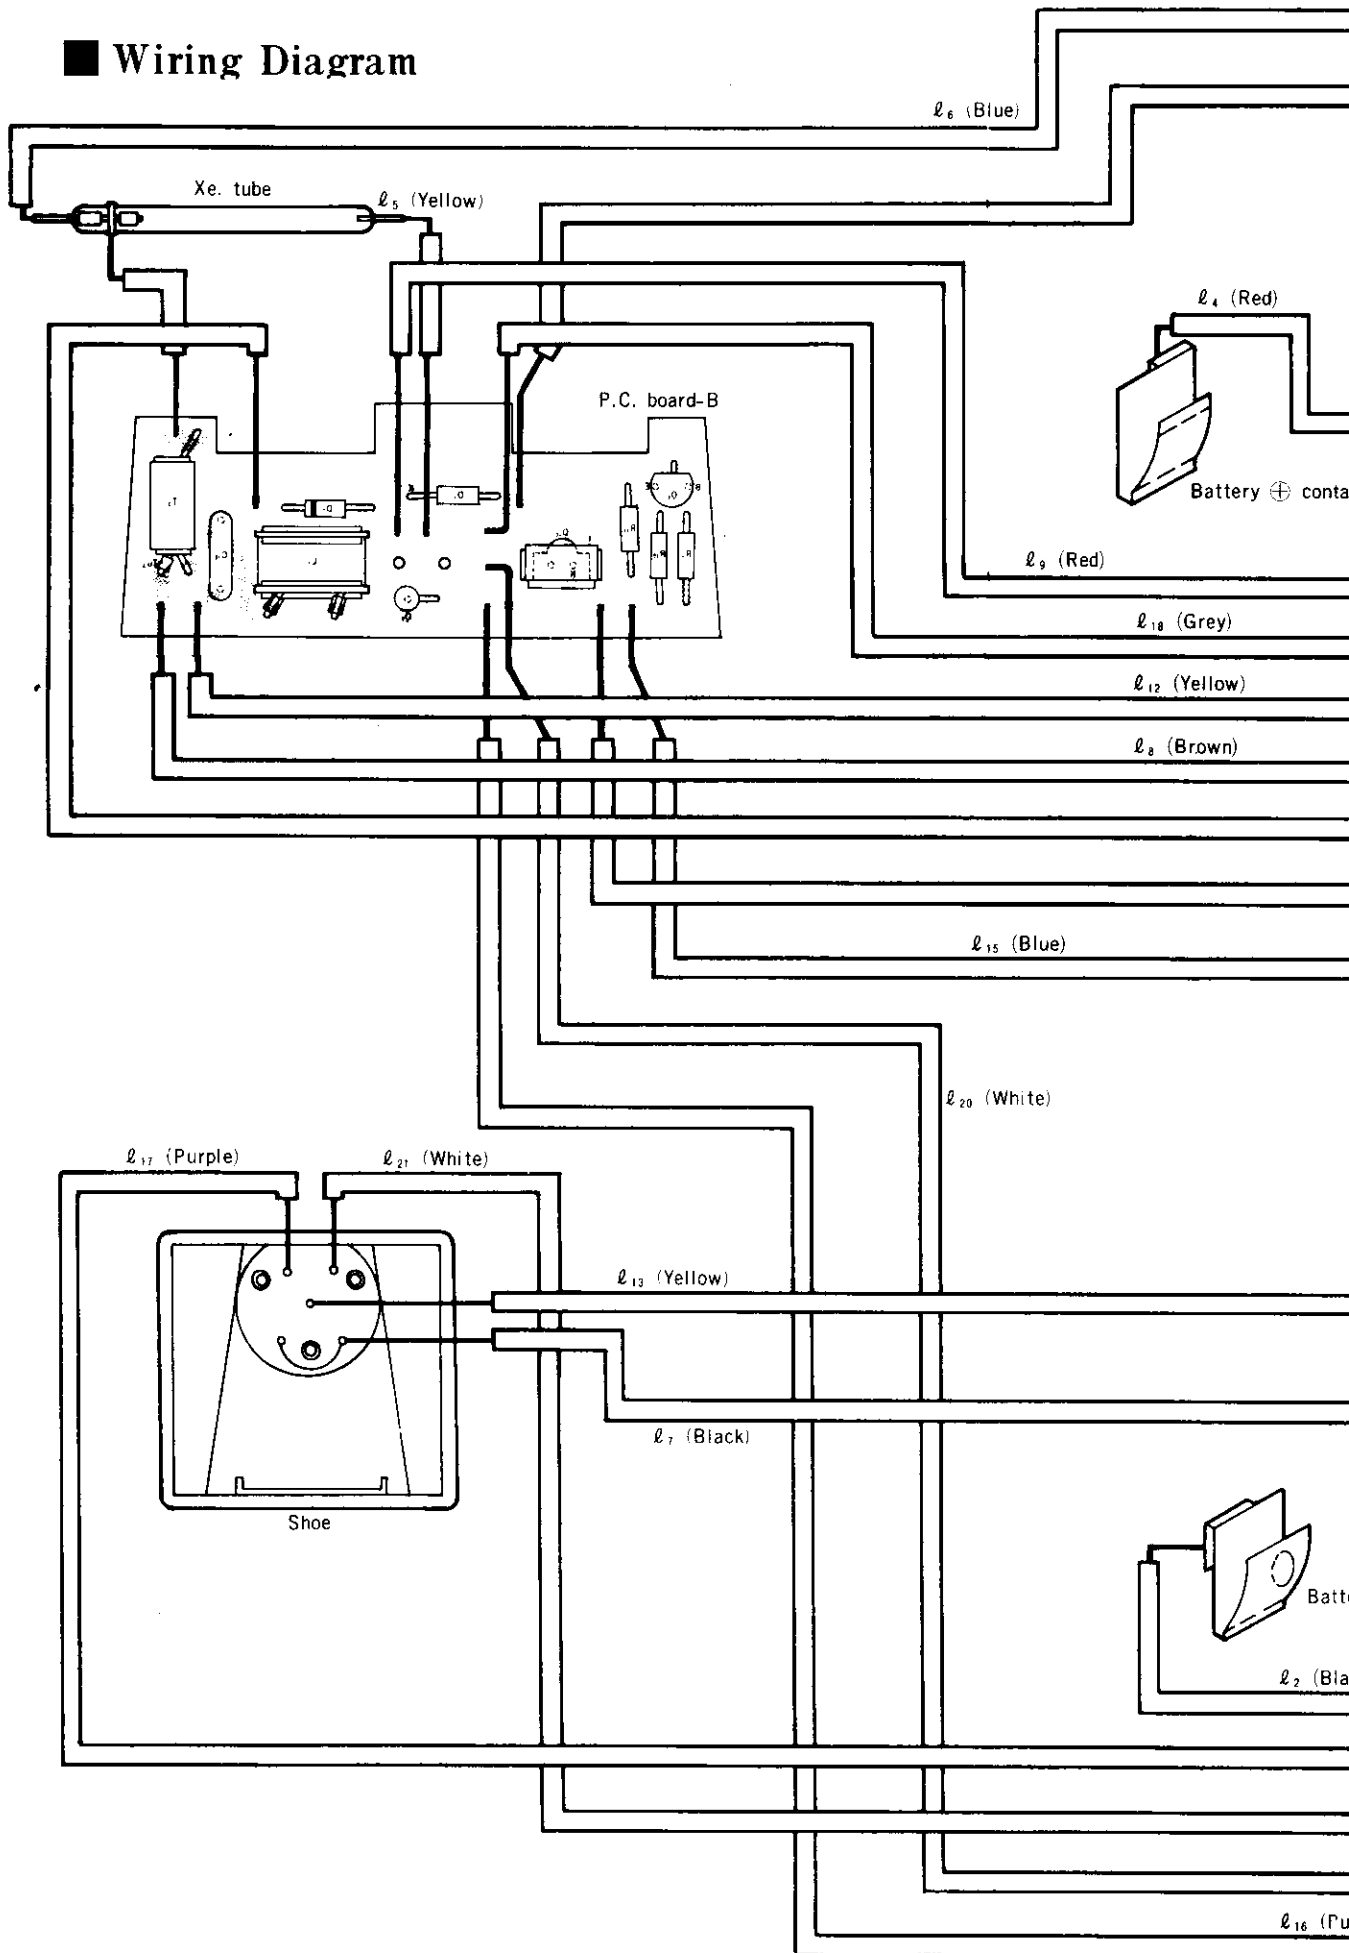 ■ Wiring Diagram
ℓ6 (Blue)
Xe. tube
ℓ5 (Yellow)
ℓ4 (Red)
P.C. board-B
Battery ⊕ conta
ℓ9 (Red)
ℓ18 (Grey)
ℓ12 (Yellow)
ℓ8 (Brown)
ℓ15 (Blue)
ℓ20 (White)
ℓ17 (Purple)
ℓ21 (White)
ℓ13 (Yellow)
ℓ7 (Black)
Shoe
Batte
ℓ2 (Bla
ℓ16 (Pu